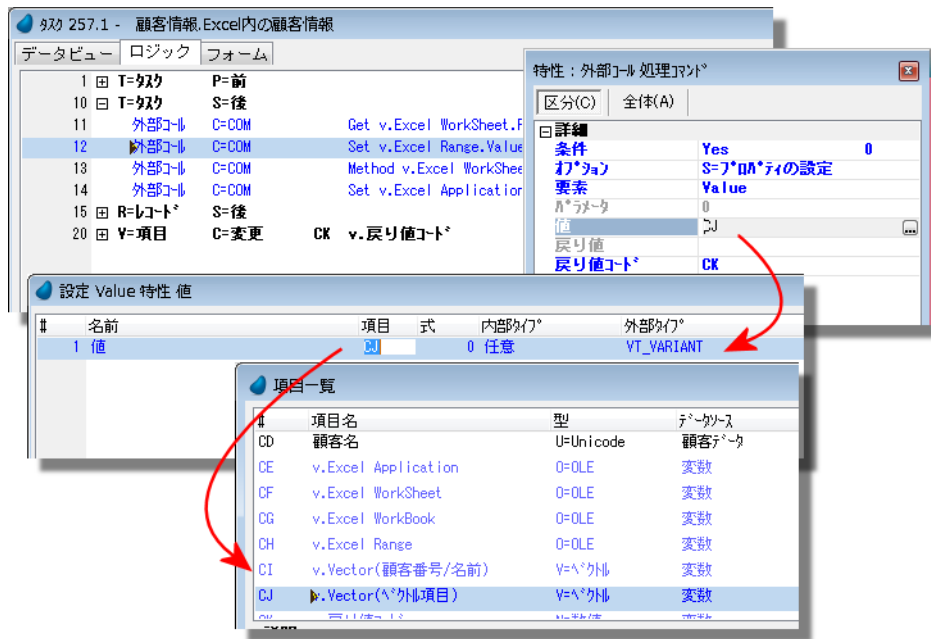 ﾀｽｸ 257.1 - 顧客情報.Excel内の顧客情報
データビュー ロジック フォーム
1 T=ﾀｽｸ P=前
10 T=ﾀｽｸ S=後
11 外部ｺｰﾙ C=COM Get v.Excel WorkSheet.
12 外部ｺｰﾙ C=COM Set v.Excel Range.Value
13 外部ｺｰﾙ C=COM Method v.Excel WorkShee
14 外部ｺｰﾙ C=COM Set v.Excel Application
15 R=ﾚｺｰﾄﾞ S=後
20 V=項目 C=変更 CK v.戻り値ｺｰﾄﾞ
特性：外部ｺｰﾙ 処理ｺﾏﾝﾄﾞ
区分(C) 全体(A)
詳細
条件 Yes 0
ｵﾌﾟｼｮﾝ S=ﾌﾟﾛﾊﾟﾃｨの設定
要素 Value
ﾊﾟﾗﾒｰﾀ 0
値 CJ ...
戻り値
戻り値ｺｰﾄﾞ CK
設定 Value 特性 値
# 名前 項目 式 内部ﾀｲﾌﾟ 外部ﾀｲﾌﾟ
1 値 CJ 0 任意 VT_VARIANT
項目一覧
# 項目名 型 ﾃﾞｰﾀｿｰｽ
CD 顧客名 U=Unicode 顧客ﾃﾞｰﾀ
CE v.Excel Application O=OLE 変数
CF v.Excel WorkSheet O=OLE 変数
CG v.Excel WorkBook O=OLE 変数
CH v.Excel Range O=OLE 変数
CI v.Vector(顧客番号/名前) V=ﾍﾞｸﾄﾙ 変数
CJ v.Vector(ﾍﾞｸﾄﾙ項目) V=ﾍﾞｸﾄﾙ 変数